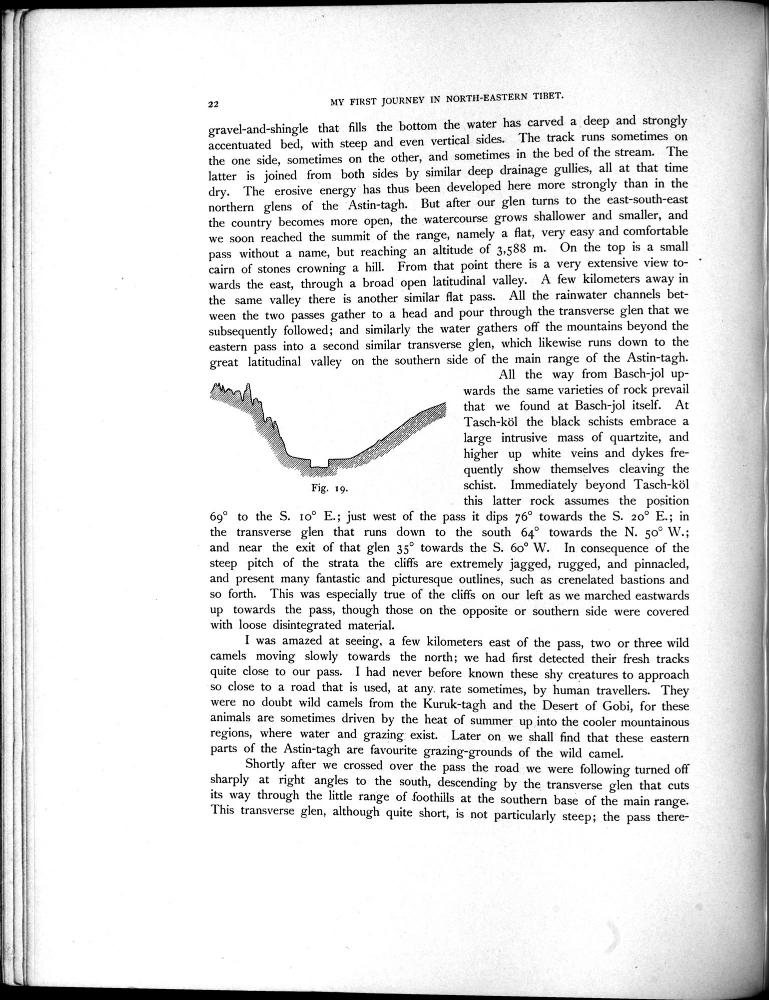 22
MY FIRST JOURNEY IN NORTH-EASTERN TIBET.
gravel-and-shingle that fills the bottom the water has carved a deep and strongly
accentuated bed, with steep and even vertical sides. The track runs sometimes on
the one side, sometimes on the other, and sometimes in the bed of the stream. The
latter is joined from both sides by similar deep drainage gullies, all at that time
dry. The erosive energy has thus been developed here more strongly than in the
northern glens of the Astin-tagh. But after our glen turns to the east-south-east
the country becomes more open, the watercourse grows shallower and smaller, and
we soon reached the summit of the range, namely a flat, very easy and comfortable
pass without a name, but reaching an altitude of 3,588 m. On the top is a small
cairn of stones crowning a hill. From that point there is a very extensive view to-
wards the east, through a broad open latitudinal valley. A few kilometers away in
the same valley there is another similar flat pass. All the rainwater channels bet-
ween the two passes gather to a head and pour through the transverse glen that we
subsequently followed; and similarly the water gathers off the mountains beyond the
eastern pass into a second similar transverse glen, which likewise runs down to the
great latitudinal valley on the southern side of the main range of the Astin-tagh.
All the way from Basch-jol up-
wards the same varieties of rock prevail
that we found at Basch-jol itself. At
Tasch-köl the black schists embrace a
large intrusive mass of quartzite, and
higher up white veins and dykes fre-
quently show themselves cleaving the
schist. Immediately beyond Tasch-köl
this latter rock assumes the position
Fig. 19.
69° to the S. 10° E.; just west of the pass it dips 76° towards the S. 20° E.; in
the transverse glen that runs down to the south 64° towards the N. 50° W.;
and near the exit of that glen 35° towards the S. 60° W. In consequence of the
steep pitch of the strata the cliffs are extremely jagged, rugged, and pinnacled,
and present many fantastic and picturesque outlines, such as crenelated bastions and
so forth. This was especially true of the cliffs on our left as we marched eastwards
up towards the pass, though those on the opposite or southern side were covered
with loose disintegrated material.
I was amazed at seeing, a few kilometers east of the pass, two or three wild
camels moving slowly towards the north; we had first detected their fresh tracks
quite close to our pass. I had never before known these shy creatures to approach
so close to a road that is used, at any rate sometimes, by human travellers. They
were no doubt wild camels from the Kuruk-tagh and the Desert of Gobi, for these
animals are sometimes driven by the heat of summer up into the cooler mountainous
regions, where water and grazing exist. Later on we shall find that these eastern
parts of the Astin-tagh are favourite grazing-grounds of the wild camel.
Shortly after we crossed over the pass the road we were following turned off
sharply at right angles to the south, descending by the transverse glen that cuts
its way through the little range of foothills at the southern base of the main range.
This transverse glen, although quite short, is not particularly steep; the pass there-